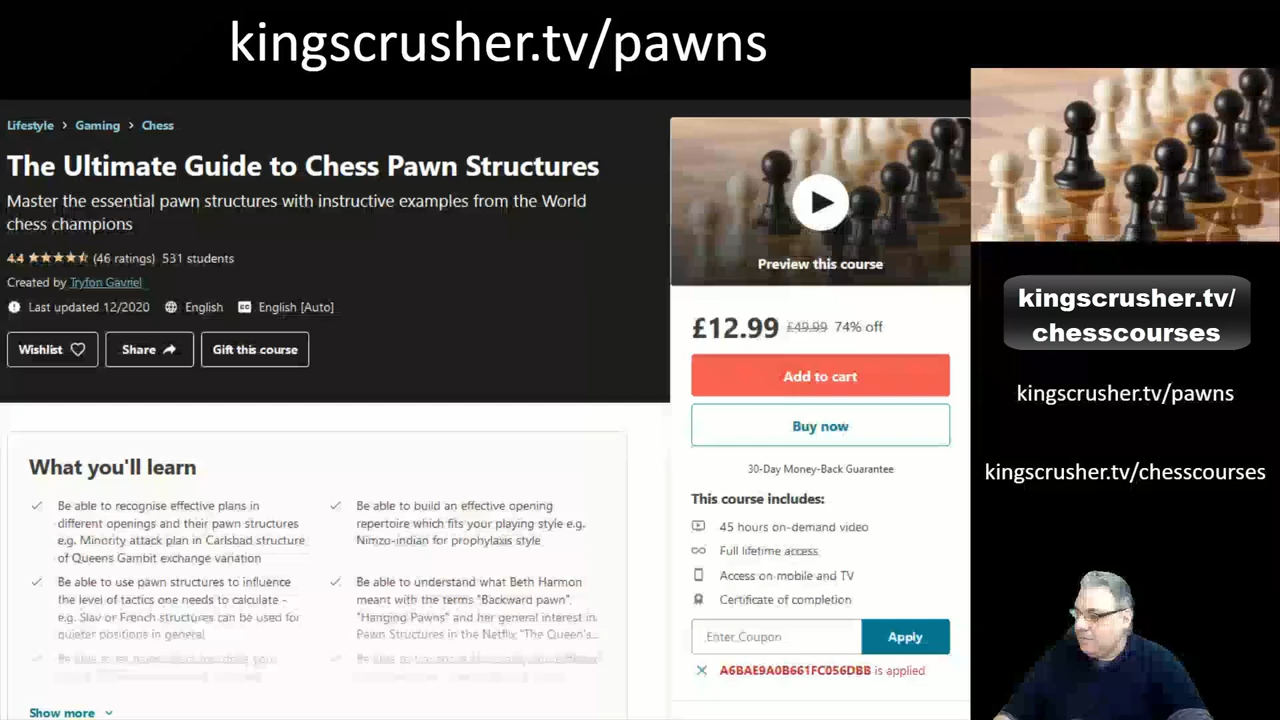 kingscrusher.tv/pawns
Lifestyle > Gaming > Chess
The Ultimate Guide to Chess Pawn Structures
Master the essential pawn structures with instructive examples from the World
chess champions
4.4 (46 ratings) 531 students
Created by Tryfon Gavriel
Last updated 12/2020 English CC English [Auto]
Wishlist Share Gift this course
What you'll learn
Be able to recognise effective plans in
different openings and their pawn structures
e.g. Minority attack plan in Carlsbad structure
of Queens Gambit exchange variation
Be able to use pawn structures to influence
the level of tactics one needs to calculate -
e.g. Slav or French structures can be used for
quieter positions in general
Be able to build an effective opening
repertoire which fits your playing style e.g.
Nimzo-indian for prophylaxis style
Be able to understand what Beth Harmon
meant with the terms "Backward pawn",
"Hanging Pawns" and her general interest in
Pawn Structures in the Netflix "The Queen's...
Show more
Preview this course
£12.99 £49.99 74% off
Add to cart
Buy now
30-Day Money-Back Guarantee
This course includes:
45 hours on-demand video
Full lifetime access
Access on mobile and TV
Certificate of completion
Enter Coupon Apply
A6BAE9A0B661FC056DBB is applied
kingscrusher.tv/
chesscourses
kingscrusher.tv/pawns
kingscrusher.tv/chesscourses